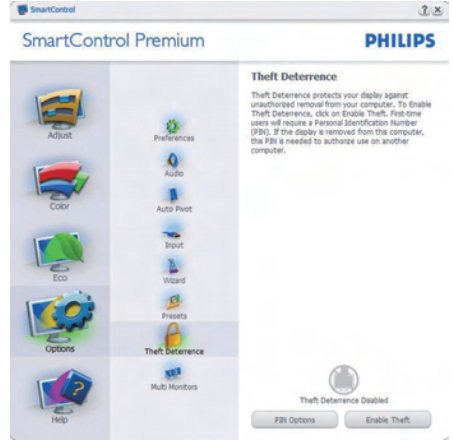 SmartControl
SmartControl Premium
PHILIPS
Adjust
Color
Eco
Options
Help
Preferences
Audio
Auto Pivot
Input
Wizard
Presets
Theft Deterrence
Multi Monitors
Theft Deterrence
Theft Deterrence protects your display against
unauthorized removal from your computer. To Enable
Theft Deterrence, click on Enable Theft. First-time
users will require a Personal Identification Number
(PIN). If the display is removed from this computer,
this PIN is needed to authorize use on another
computer.
Theft Deterrence Disabled
PIN Options
Enable Theft